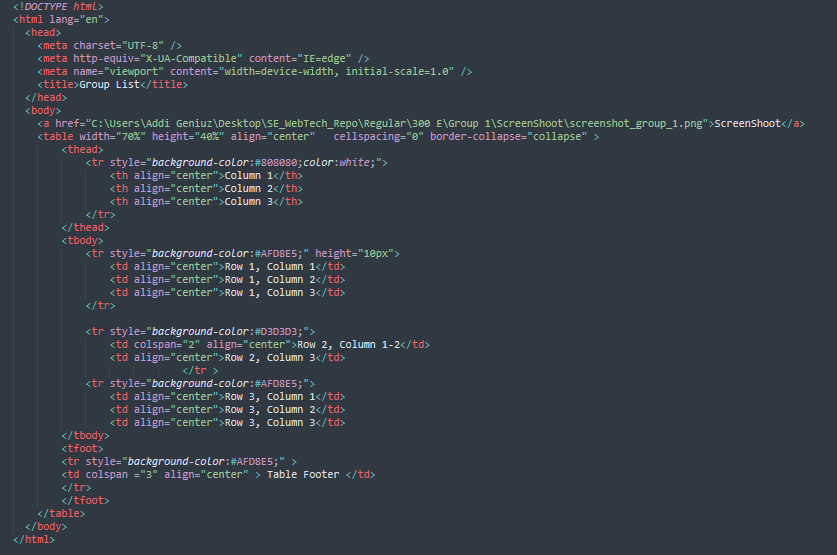 <!DOCTYPE html>
<html lang="en">
<head>
<meta charset="UTF-8" />
<meta http-equiv="X-UA-Compatible" content="IE=edge" />
<meta name="viewport" content="width=device-width, initial-scale=1.0" />
<title>Group List</title>
</head>
<body>
<a href="C:\Users\Addi Geniuz\Desktop\SE_WebTech_Repo\Regular\300 E\Group 1\ScreenShoot\screenshot_group_1.png">ScreenShoot</a>
<table width="70%" height="40%" align="center"   cellspacing="0" border-collapse="collapse" >
<thead>
<tr style="background-color:#808080;color:white;">
<th align="center">Column 1</th>
<th align="center">Column 2</th>
<th align="center">Column 3</th>
</tr>
</thead>
<tbody>
<tr style="background-color:#AFD8E5;" height="10px">
<td align="center">Row 1, Column 1</td>
<td align="center">Row 1, Column 2</td>
<td align="center">Row 1, Column 3</td>
</tr>
<tr style="background-color:#D3D3D3;">
<td colspan="2" align="center">Row 2, Column 1-2</td>
<td align="center">Row 2, Column 3</td>
</tr >
<tr style="background-color:#AFD8E5;">
<td align="center">Row 3, Column 1</td>
<td align="center">Row 3, Column 2</td>
<td align="center">Row 3, Column 3</td>
</tbody>
<tfoot>
<tr style="background-color:#AFD8E5;" >
<td colspan ="3" align="center" > Table Footer </td>
</tr>
</tfoot>
</table>
</body>
</html>